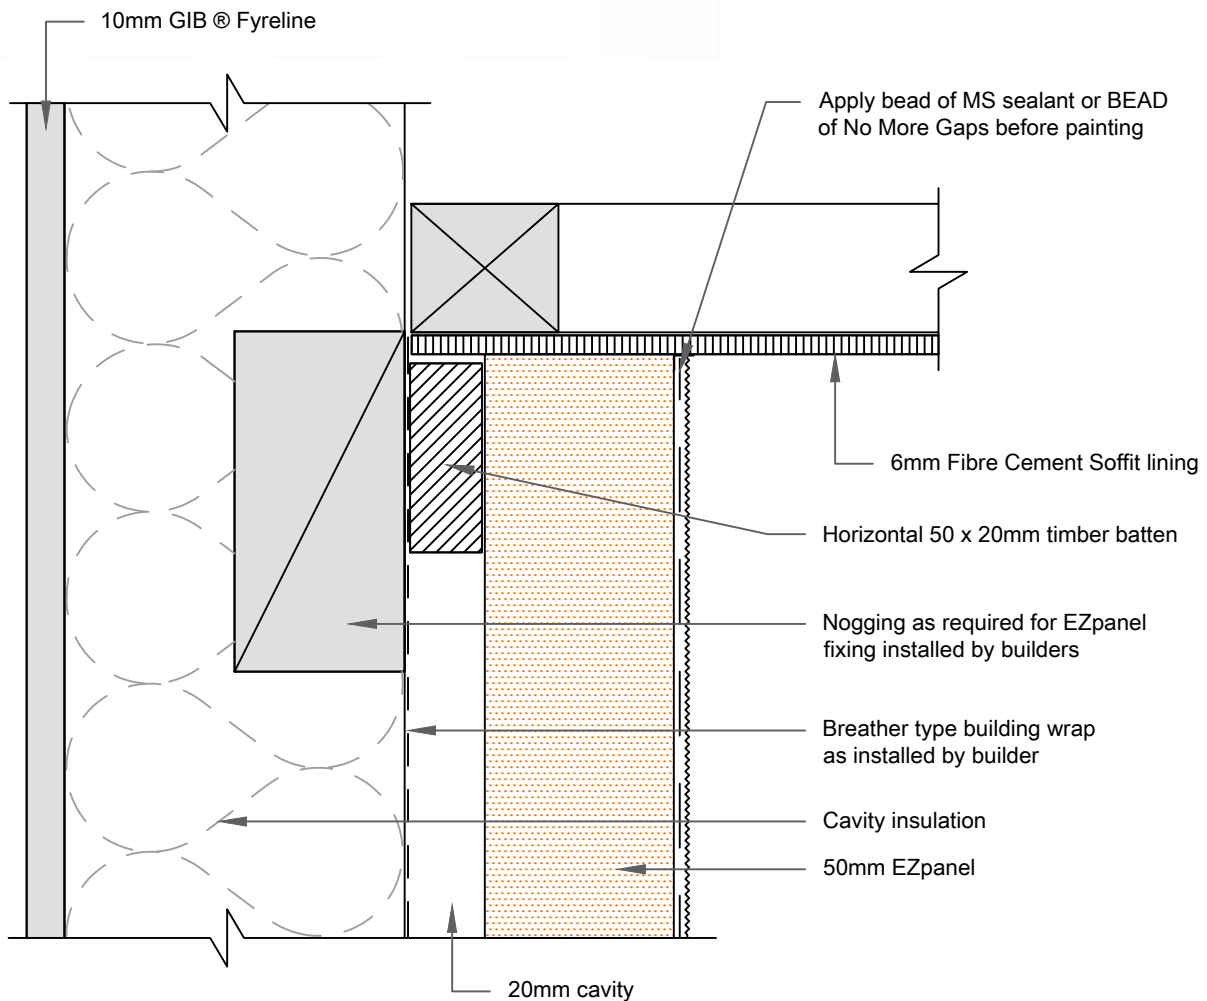 10mm GIB ® Fyreline
Apply bead of MS sealant or BEAD
of No More Gaps before painting
6mm Fibre Cement Soffit lining
Horizontal 50 x 20mm timber batten
Nogging as required for EZpanel
fixing installed by builders
Breather type building wrap
as installed by builder
Cavity insulation
50mm EZpanel
20mm cavity